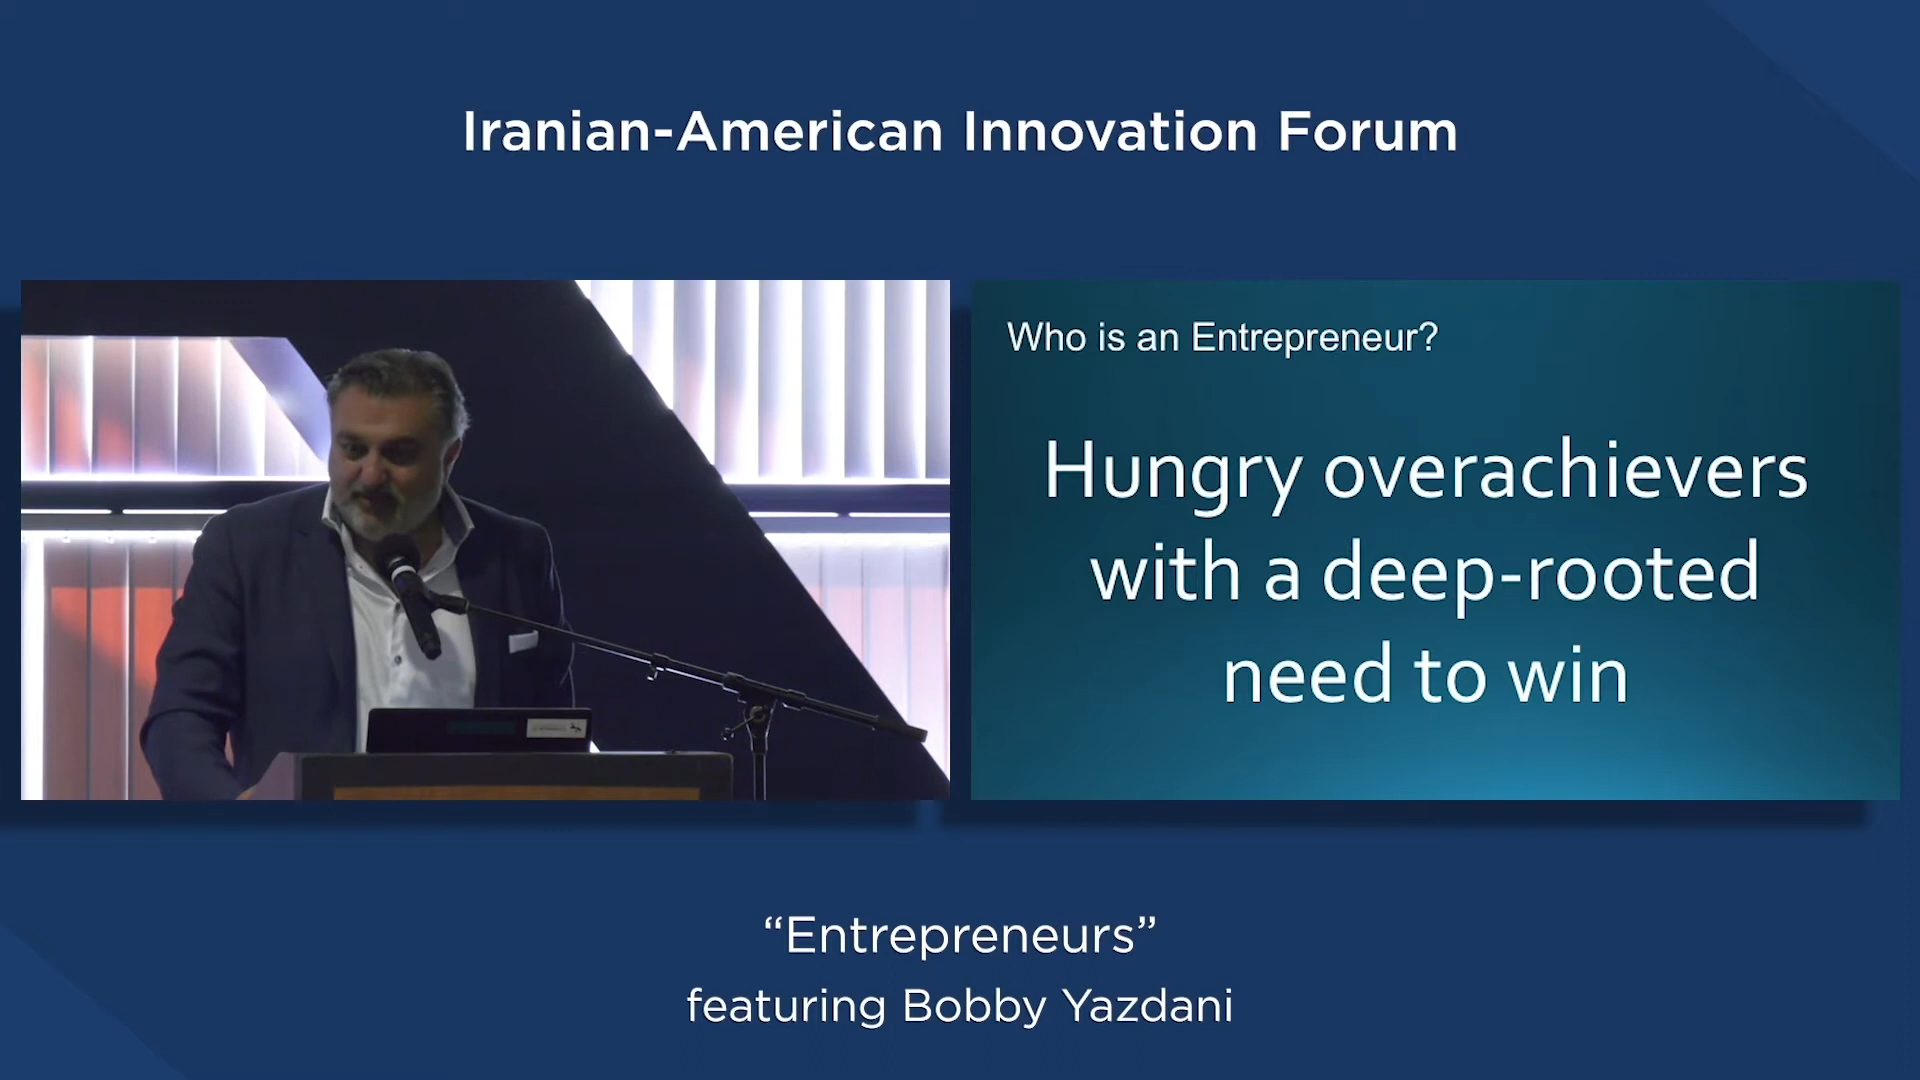 Iranian-American Innovation Forum
Who is an Entrepreneur?
Hungry overachievers
with a deep-rooted
need to win
“Entrepreneurs”
featuring Bobby Yazdani